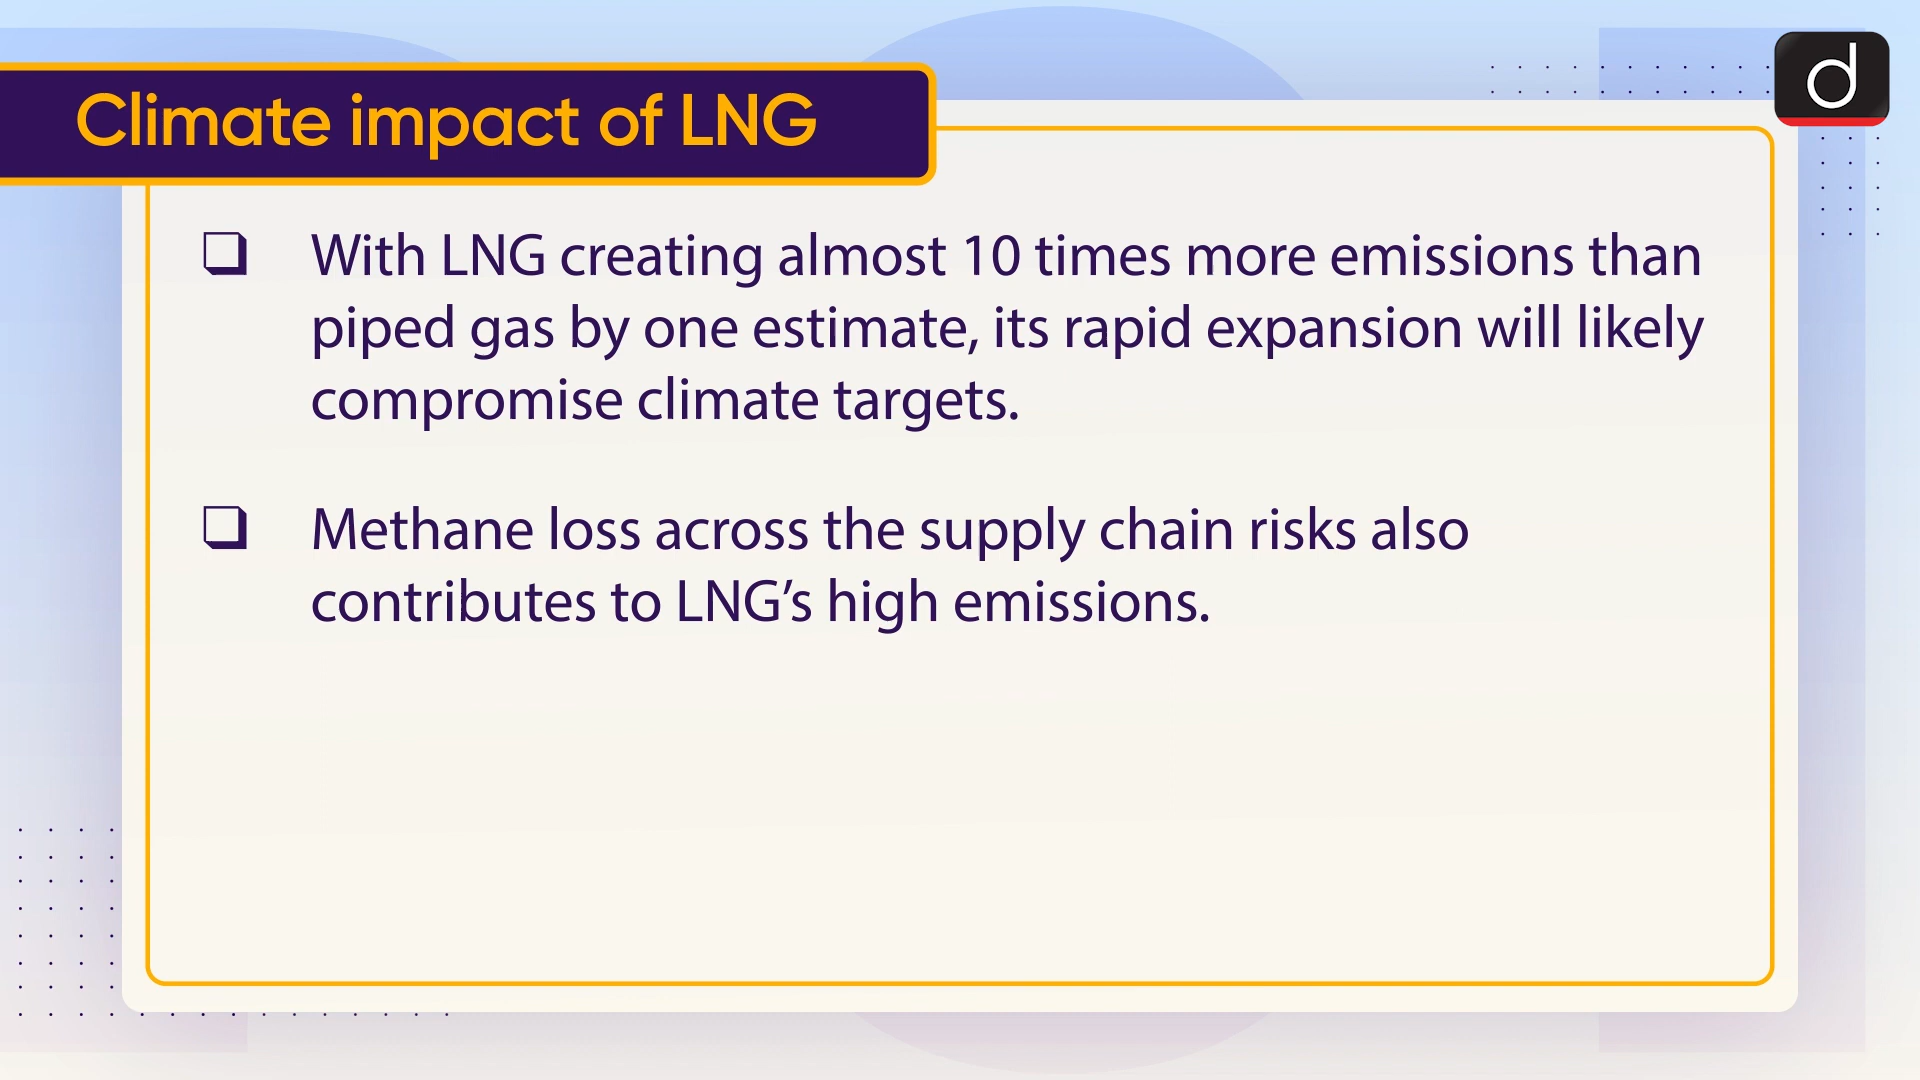 Climate impact of LNG
d
❑ With LNG creating almost 10 times more emissions than
piped gas by one estimate, its rapid expansion will likely
compromise climate targets.
❑ Methane loss across the supply chain risks also
contributes to LNG’s high emissions.